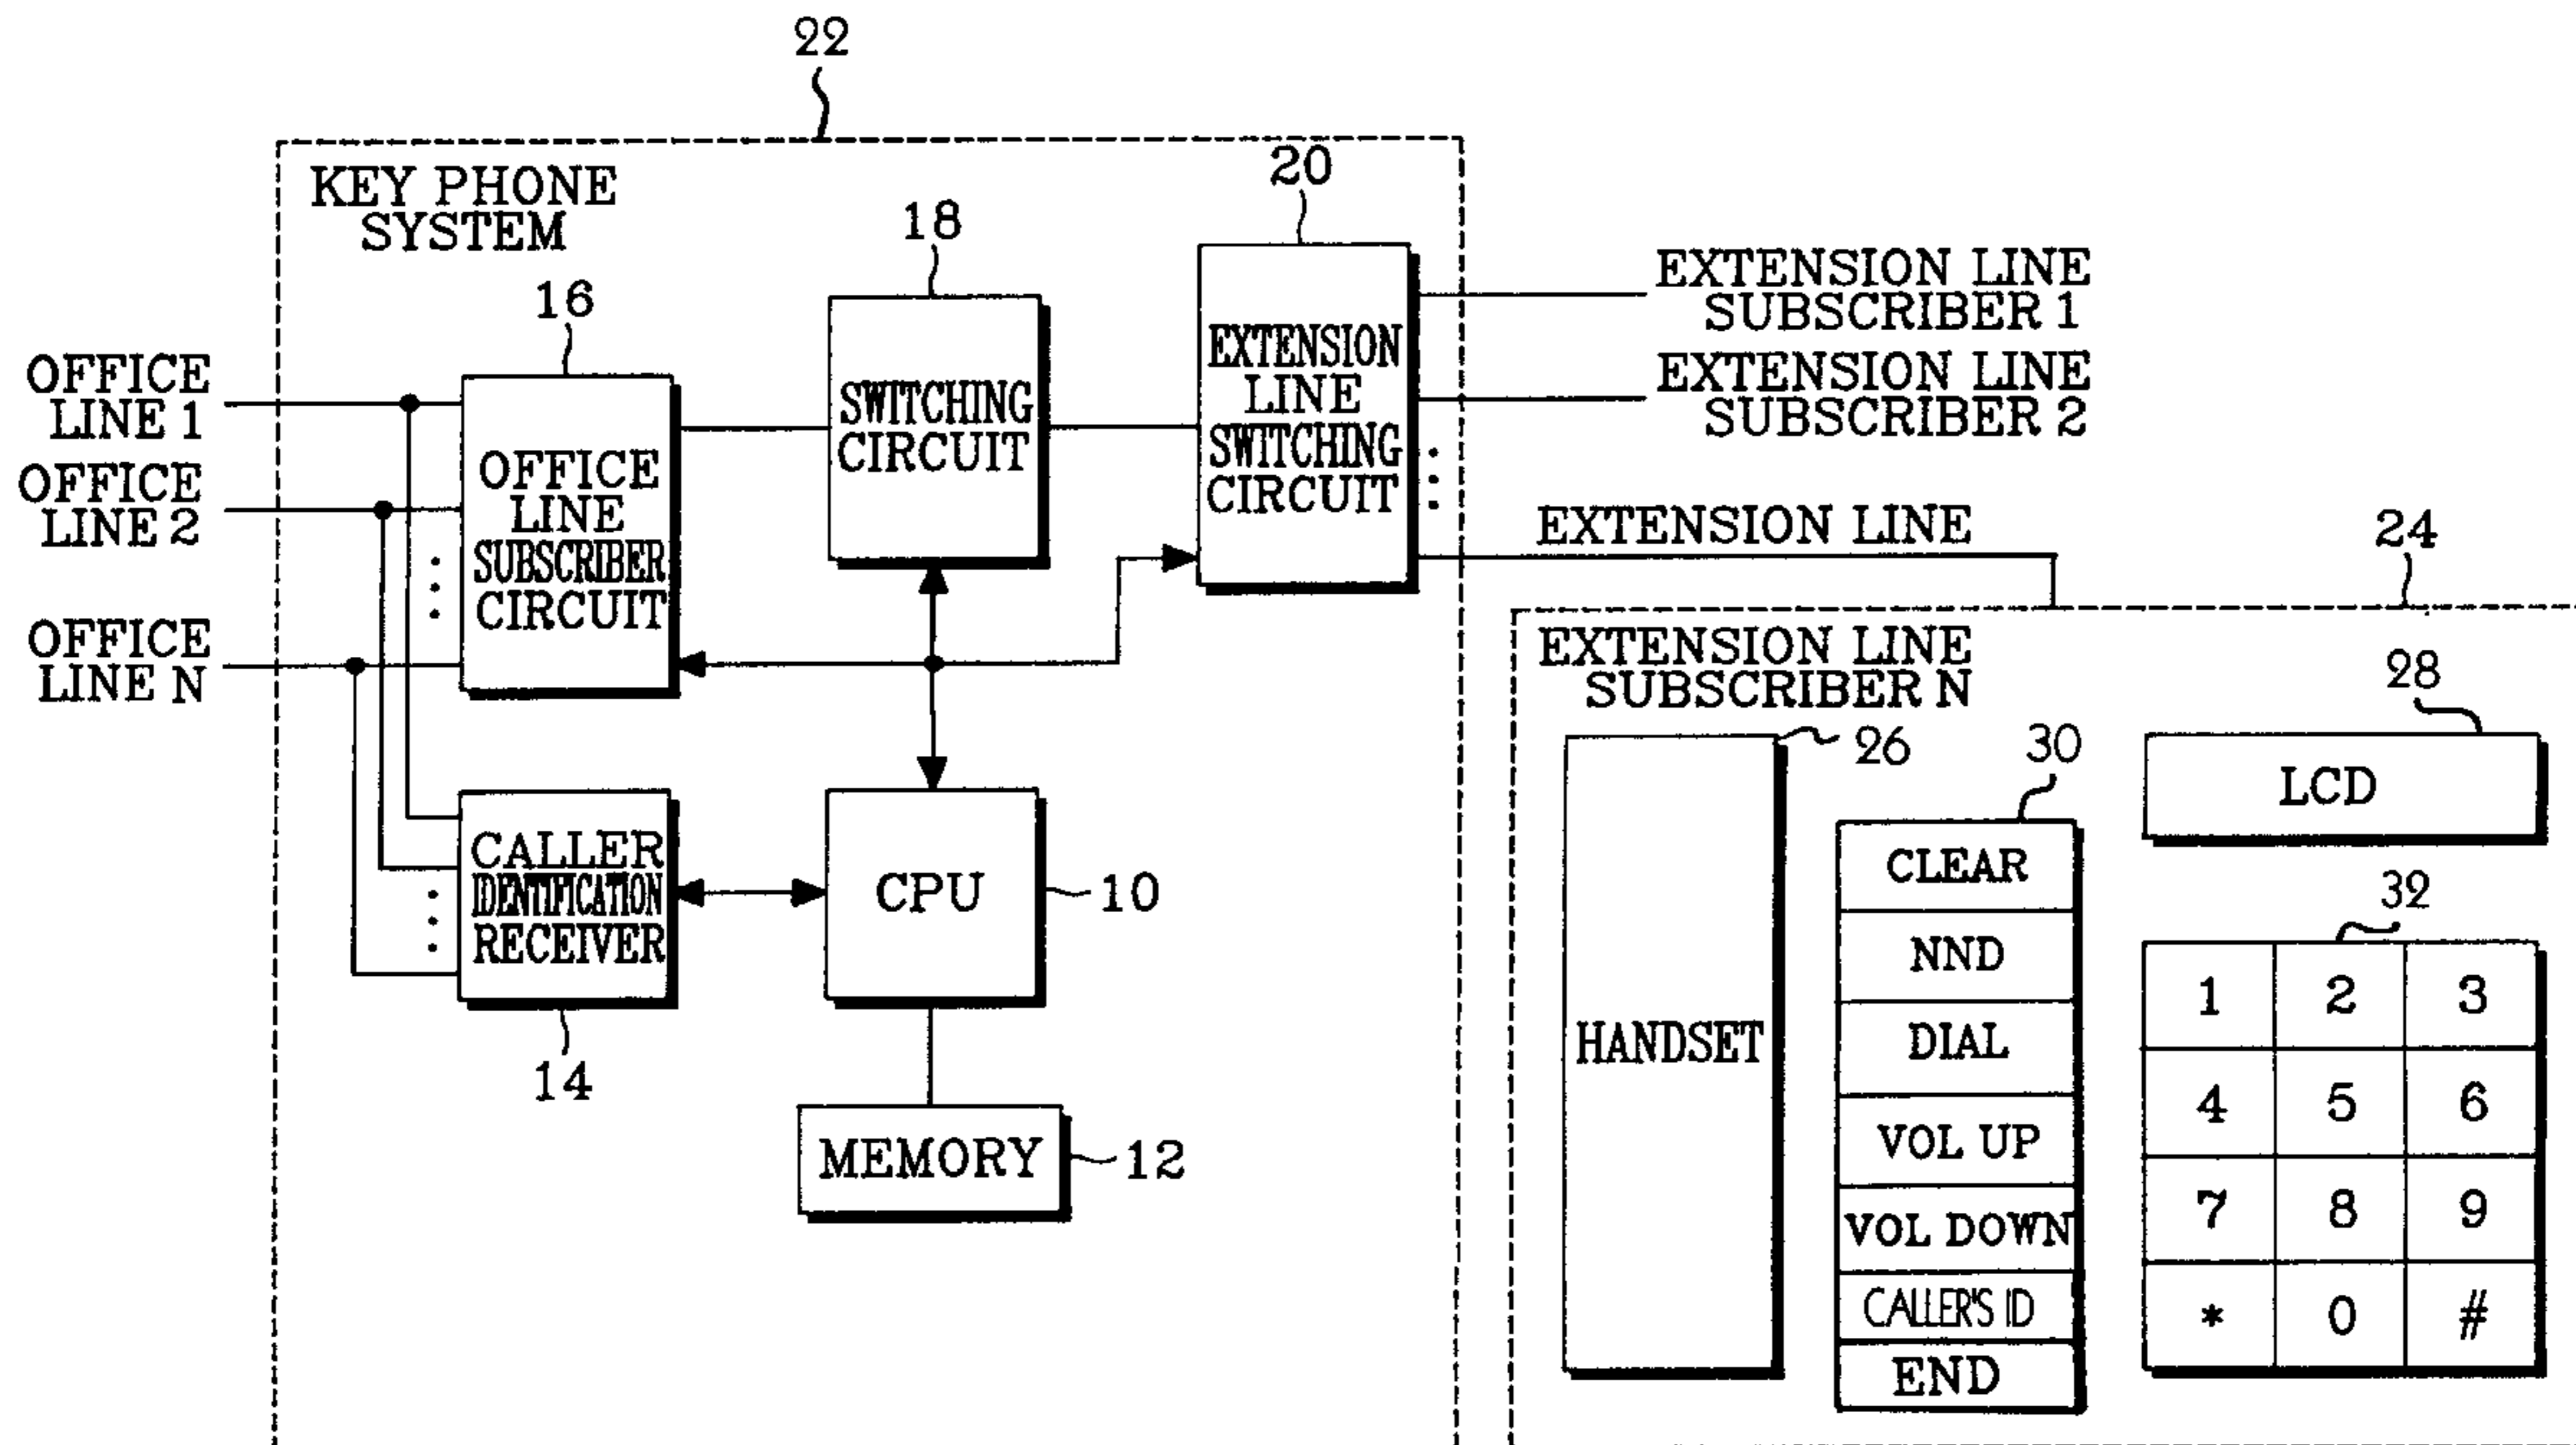 22
KEY PHONE
SYSTEM
20
18
16
EXTENSION LINE
SUBSCRIBER 1
EXTENSION LINE
SUBSCRIBER 2
OFFICE
LINE 1
OFFICE
LINE 2
OFFICE
LINE N
OFFICE
LINE
SUBSCRIBER
CIRCUIT
SWITCHING
CIRCUIT
EXTENSION
LINE
SWITCHING
CIRCUIT
EXTENSION LINE
24
EXTENSION LINE
SUBSCRIBER N
CALLER
IDENTIFICATION
RECEIVER
14
CPU
10
MEMORY
12
26
HANDSET
30
CLEAR
NND
DIAL
VOL UP
VOL DOWN
CALLER'S ID
END
28
LCD
32
1 2 3
4 5 6
7 8 9
* 0 #